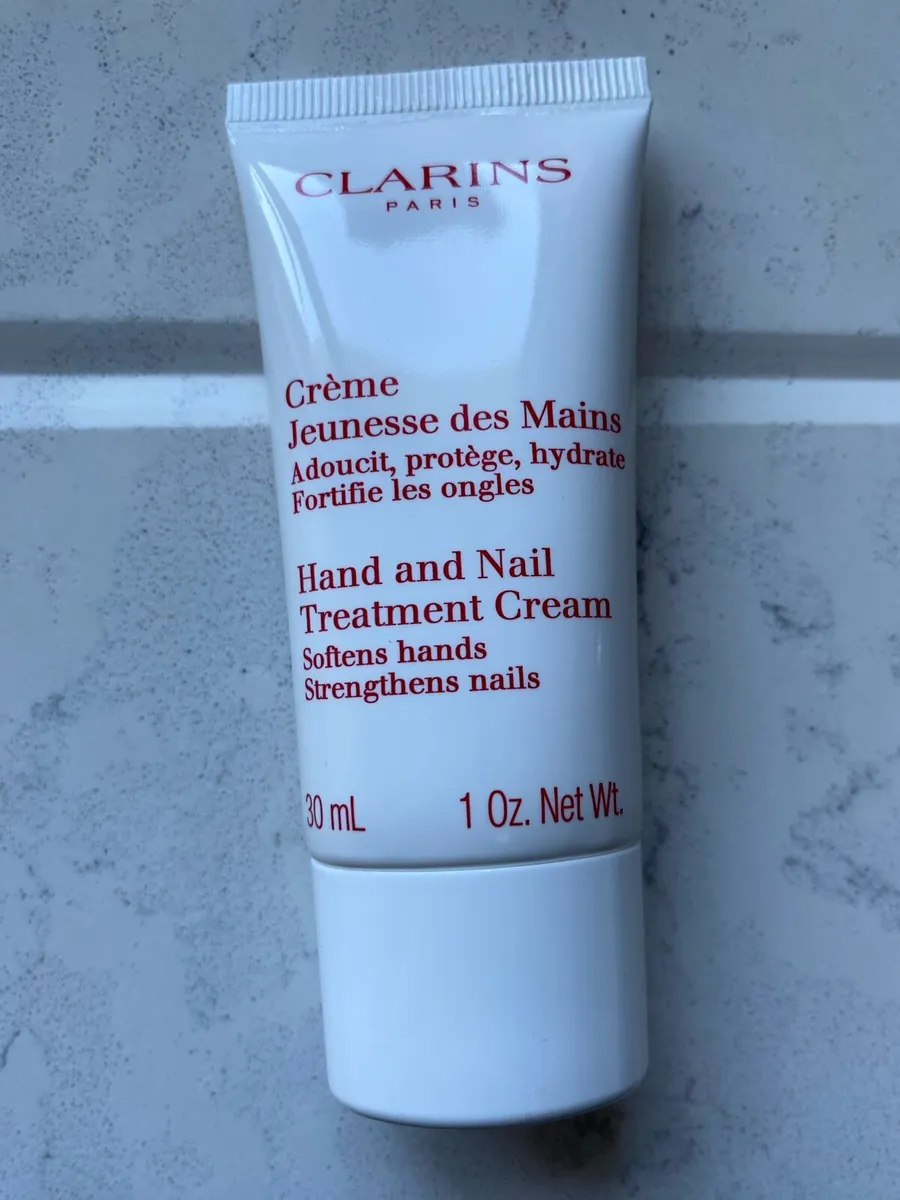 CLARINS
PARIS
Crème
Jeunesse des Mains
Adoucit, protège, hydrate
Fortifie les ongles
Hand and Nail
Treatment Cream
Softens hands
Strengthens nails
30 mL 1 Oz. Net Wt.